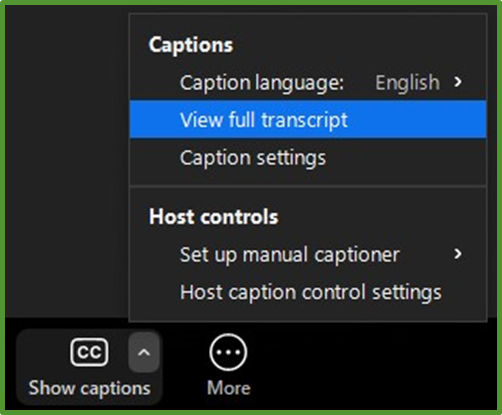 Captions
Caption language: English
View full transcript
Caption settings
Host controls
Set up manual captioner
Host caption control settings
CC
Show captions
More